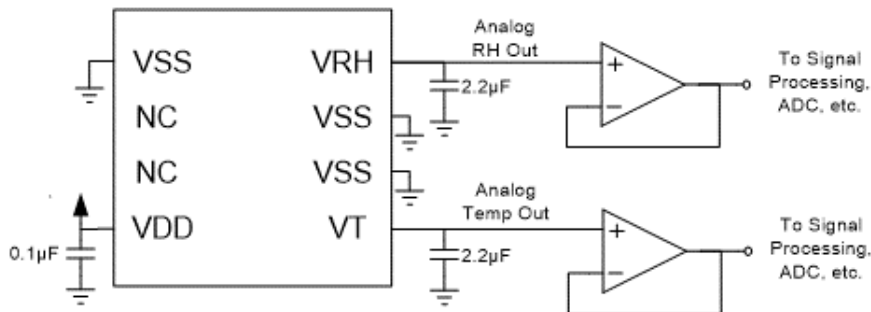 Analog
RH Out
VSS
VRH
2.2µF
To Signal
Processing,
ADC, etc.
+
−
NC
VSS
NC
VSS
Analog
Temp Out
VDD
VT
0.1µF
2.2µF
To Signal
Processing,
ADC, etc.
+
−